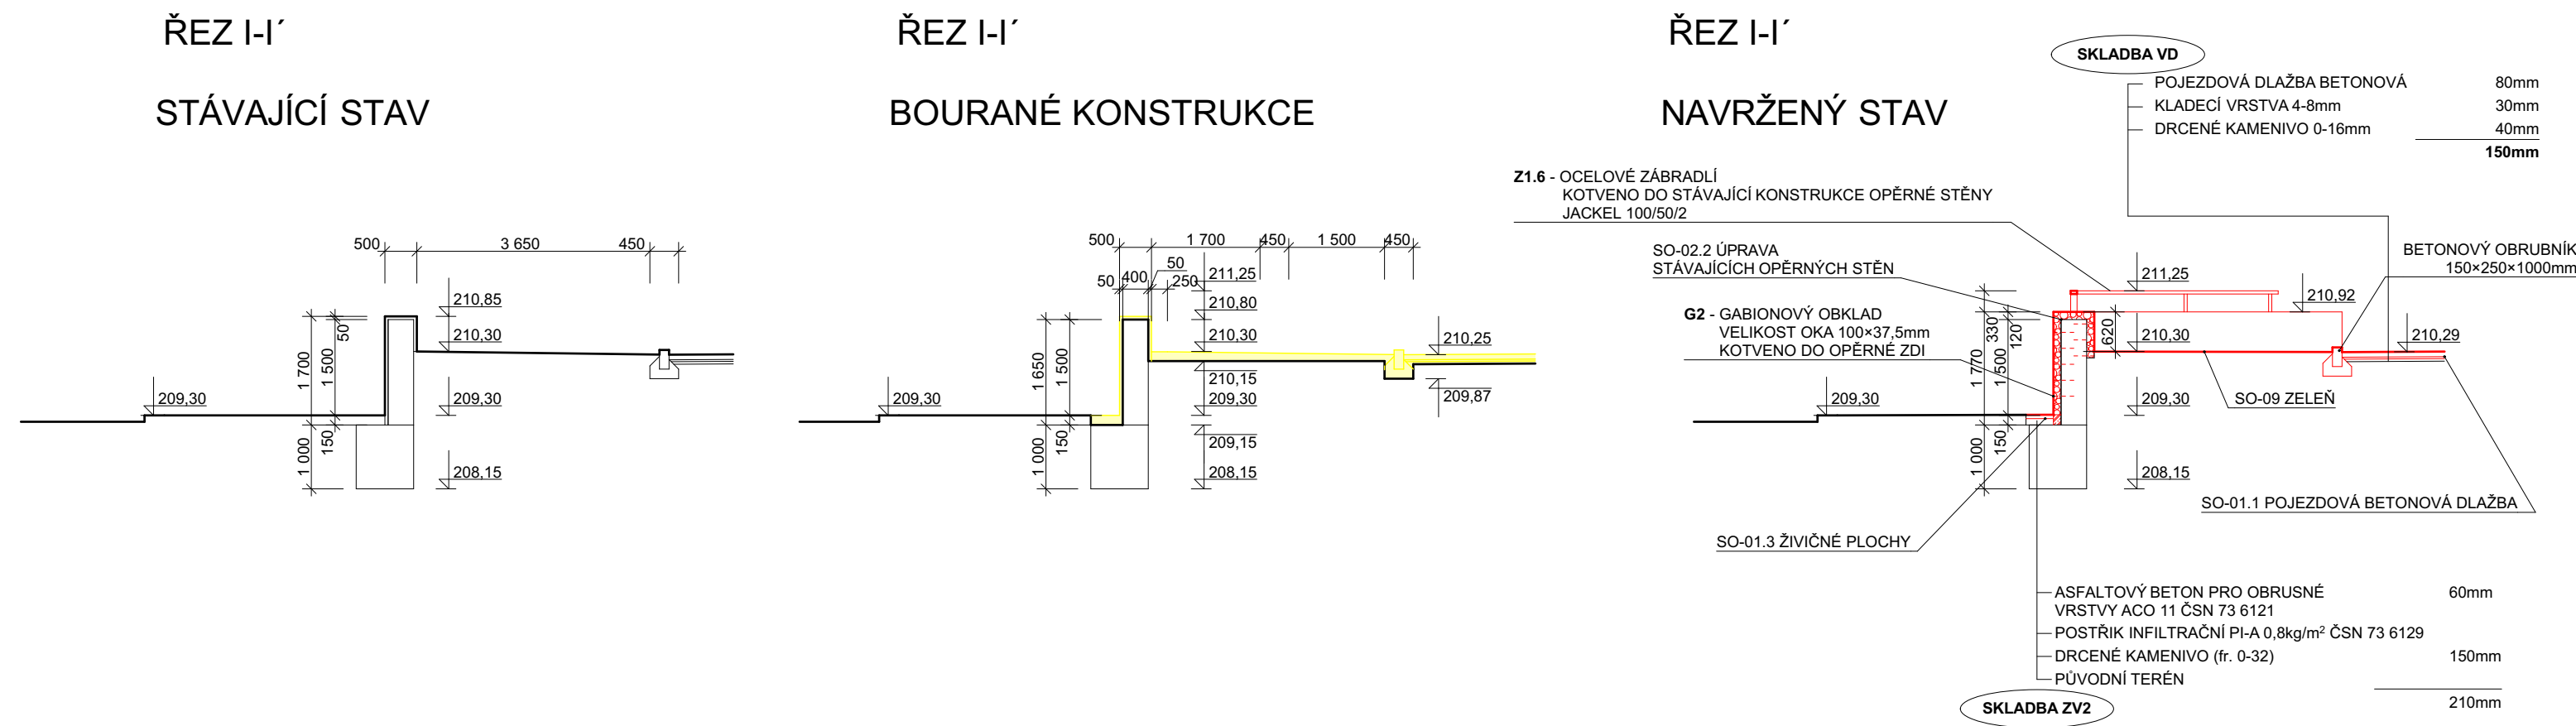 ŘEZ I-I´
STÁVAJÍCÍ STAV
500
3 650
450
210,85
210,30
50
1 700
1 500
209,30
209,30
1 000
150
208,15
ŘEZ I-I´
BOURANÉ KONSTRUKCE
500
1 700
450
1 500
450
50
50
400
250
211,25
210,80
210,30
210,25
1 650
1 500
210,15
209,30
209,87
209,30
1 000
150
209,15
208,15
ŘEZ I-I´
NAVRŽENÝ STAV
SKLADBA VD
POJEZDOVÁ DLAŽBA BETONOVÁ 80mm
KLADECÍ VRSTVA 4-8mm 30mm
DRCENÉ KAMENIVO 0-16mm 40mm
150mm
Z1.6 - OCELOVÉ ZÁBRADLÍ
KOTVENO DO STÁVAJÍCÍ KONSTRUKCE OPĚRNÉ STĚNY
JACKEL 100/50/2
SO-02.2 ÚPRAVA
STÁVAJÍCÍCH OPĚRNÝCH STĚN
BETONOVÝ OBRUBNÍK
150×250×1000mm
G2 - GABIONOVÝ OBKLAD
VELIKOST OKA 100×37,5mm
KOTVENO DO OPĚRNÉ ZDI
211,25
210,92
330
120
620
210,30
210,29
1 770
1 500
209,30
209,30
SO-09 ZELEŇ
1 000
150
208,15
SO-01.1 POJEZDOVÁ BETONOVÁ DLAŽBA
SO-01.3 ŽIVIČNÉ PLOCHY
ASFALTOVÝ BETON PRO OBRUSNÉ 60mm
VRSTVY ACO 11 ČSN 73 6121
POSTŘIK INFILTRAČNÍ PI-A 0,8kg/m² ČSN 73 6129
DRCENÉ KAMENIVO (fr. 0-32) 150mm
PŮVODNÍ TERÉN
210mm
SKLADBA ZV2